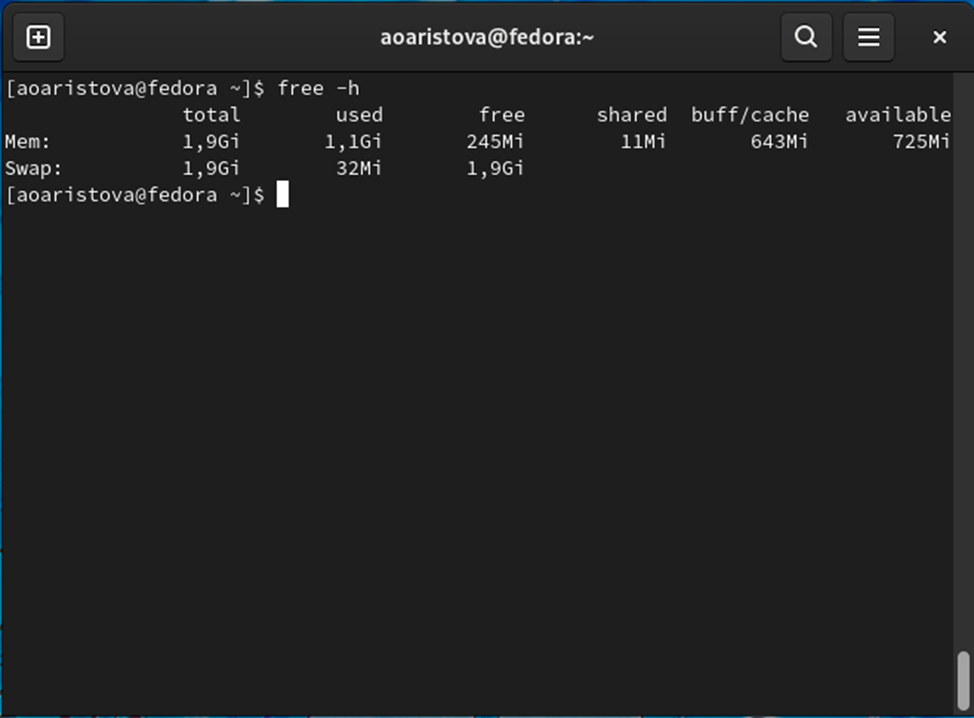 aoaristova@fedora:~
[aoaristova@fedora ~]$ free -h
total used free shared buff/cache available
Mem: 1,9Gi 1,1Gi 245Mi 11Mi 643Mi 725Mi
Swap: 1,9Gi 32Mi 1,9Gi
[aoaristova@fedora ~]$